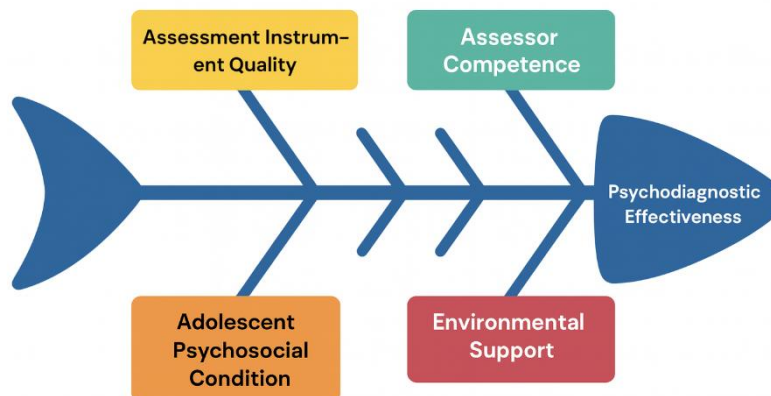 Assessment Instrum-
ent Quality
Assessor
Competence
Psychodiagnostic
Effectiveness
Adolescent
Psychosocial
Condition
Environmental
Support